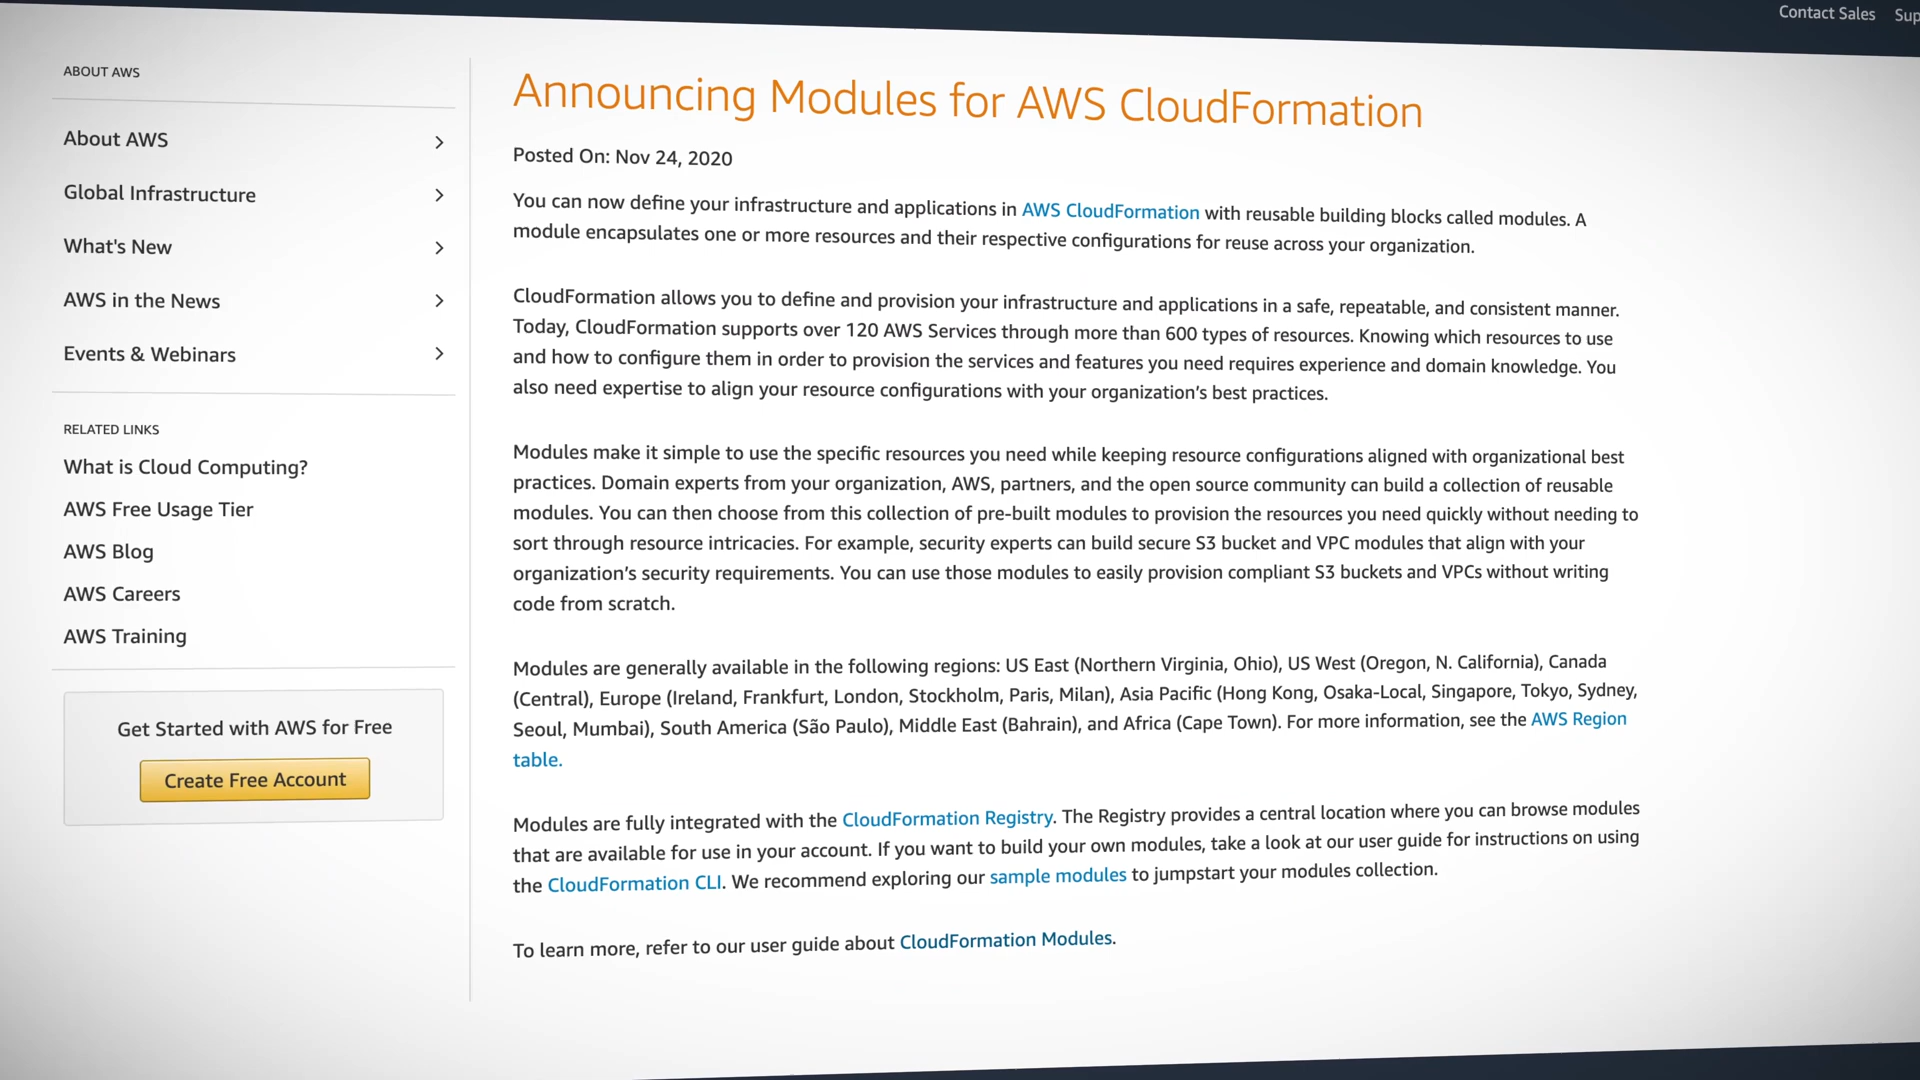 Contact Sales
Sup
ABOUT AWS
About AWS
Global Infrastructure
What's New
AWS in the News
Events & Webinars
RELATED LINKS
What is Cloud Computing?
AWS Free Usage Tier
AWS Blog
AWS Careers
AWS Training
Get Started with AWS for Free
Create Free Account
Announcing Modules for AWS CloudFormation
Posted On: Nov 24, 2020
You can now define your infrastructure and applications in AWS CloudFormation with reusable building blocks called modules. A
module encapsulates one or more resources and their respective configurations for reuse across your organization.
CloudFormation allows you to define and provision your infrastructure and applications in a safe, repeatable, and consistent manner.
Today, CloudFormation supports over 120 AWS Services through more than 600 types of resources. Knowing which resources to use
and how to configure them in order to provision the services and features you need requires experience and domain knowledge. You
also need expertise to align your resource configurations with your organization's best practices.
Modules make it simple to use the specific resources you need while keeping resource configurations aligned with organizational best
practices. Domain experts from your organization, AWS, partners, and the open source community can build a collection of reusable
modules. You can then choose from this collection of pre-built modules to provision the resources you need quickly without needing to
sort through resource intricacies. For example, security experts can build secure S3 bucket and VPC modules that align with your
organization's security requirements. You can use those modules to easily provision compliant S3 buckets and VPCs without writing
code from scratch.
Modules are generally available in the following regions: US East (Northern Virginia, Ohio), US West (Oregon, N. California), Canada
(Central), Europe (Ireland, Frankfurt, London, Stockholm, Paris, Milan), Asia Pacific (Hong Kong, Osaka-Local, Singapore, Tokyo, Sydney,
Seoul, Mumbai), South America (São Paulo), Middle East (Bahrain), and Africa (Cape Town). For more information, see the AWS Region
table.
Modules are fully integrated with the CloudFormation Registry. The Registry provides a central location where you can browse modules
that are available for use in your account. If you want to build your own modules, take a look at our user guide for instructions on using
the CloudFormation CLI. We recommend exploring our sample modules to jumpstart your modules collection.
To learn more, refer to our user guide about CloudFormation Modules.